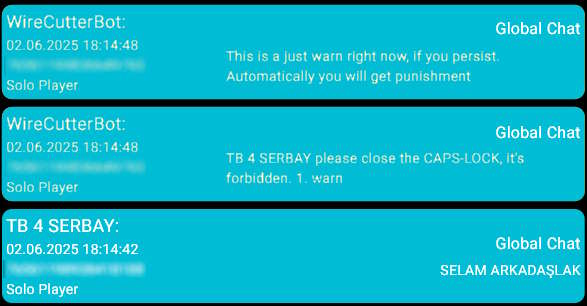 WireCutterBot:
Global Chat
02.06.2025 18:14:48
This is a just warn right now, if you persist.
Automatically you will get punishment
Solo Player
WireCutterBot:
Global Chat
02.06.2025 18:14:48
TB 4 SERBAY please close the CAPS-LOCK, it's
forbidden. 1. warn
Solo Player
TB 4 SERBAY:
Global Chat
02.06.2025 18:14:42
SELAM ARKADAŞLAK
Solo Player